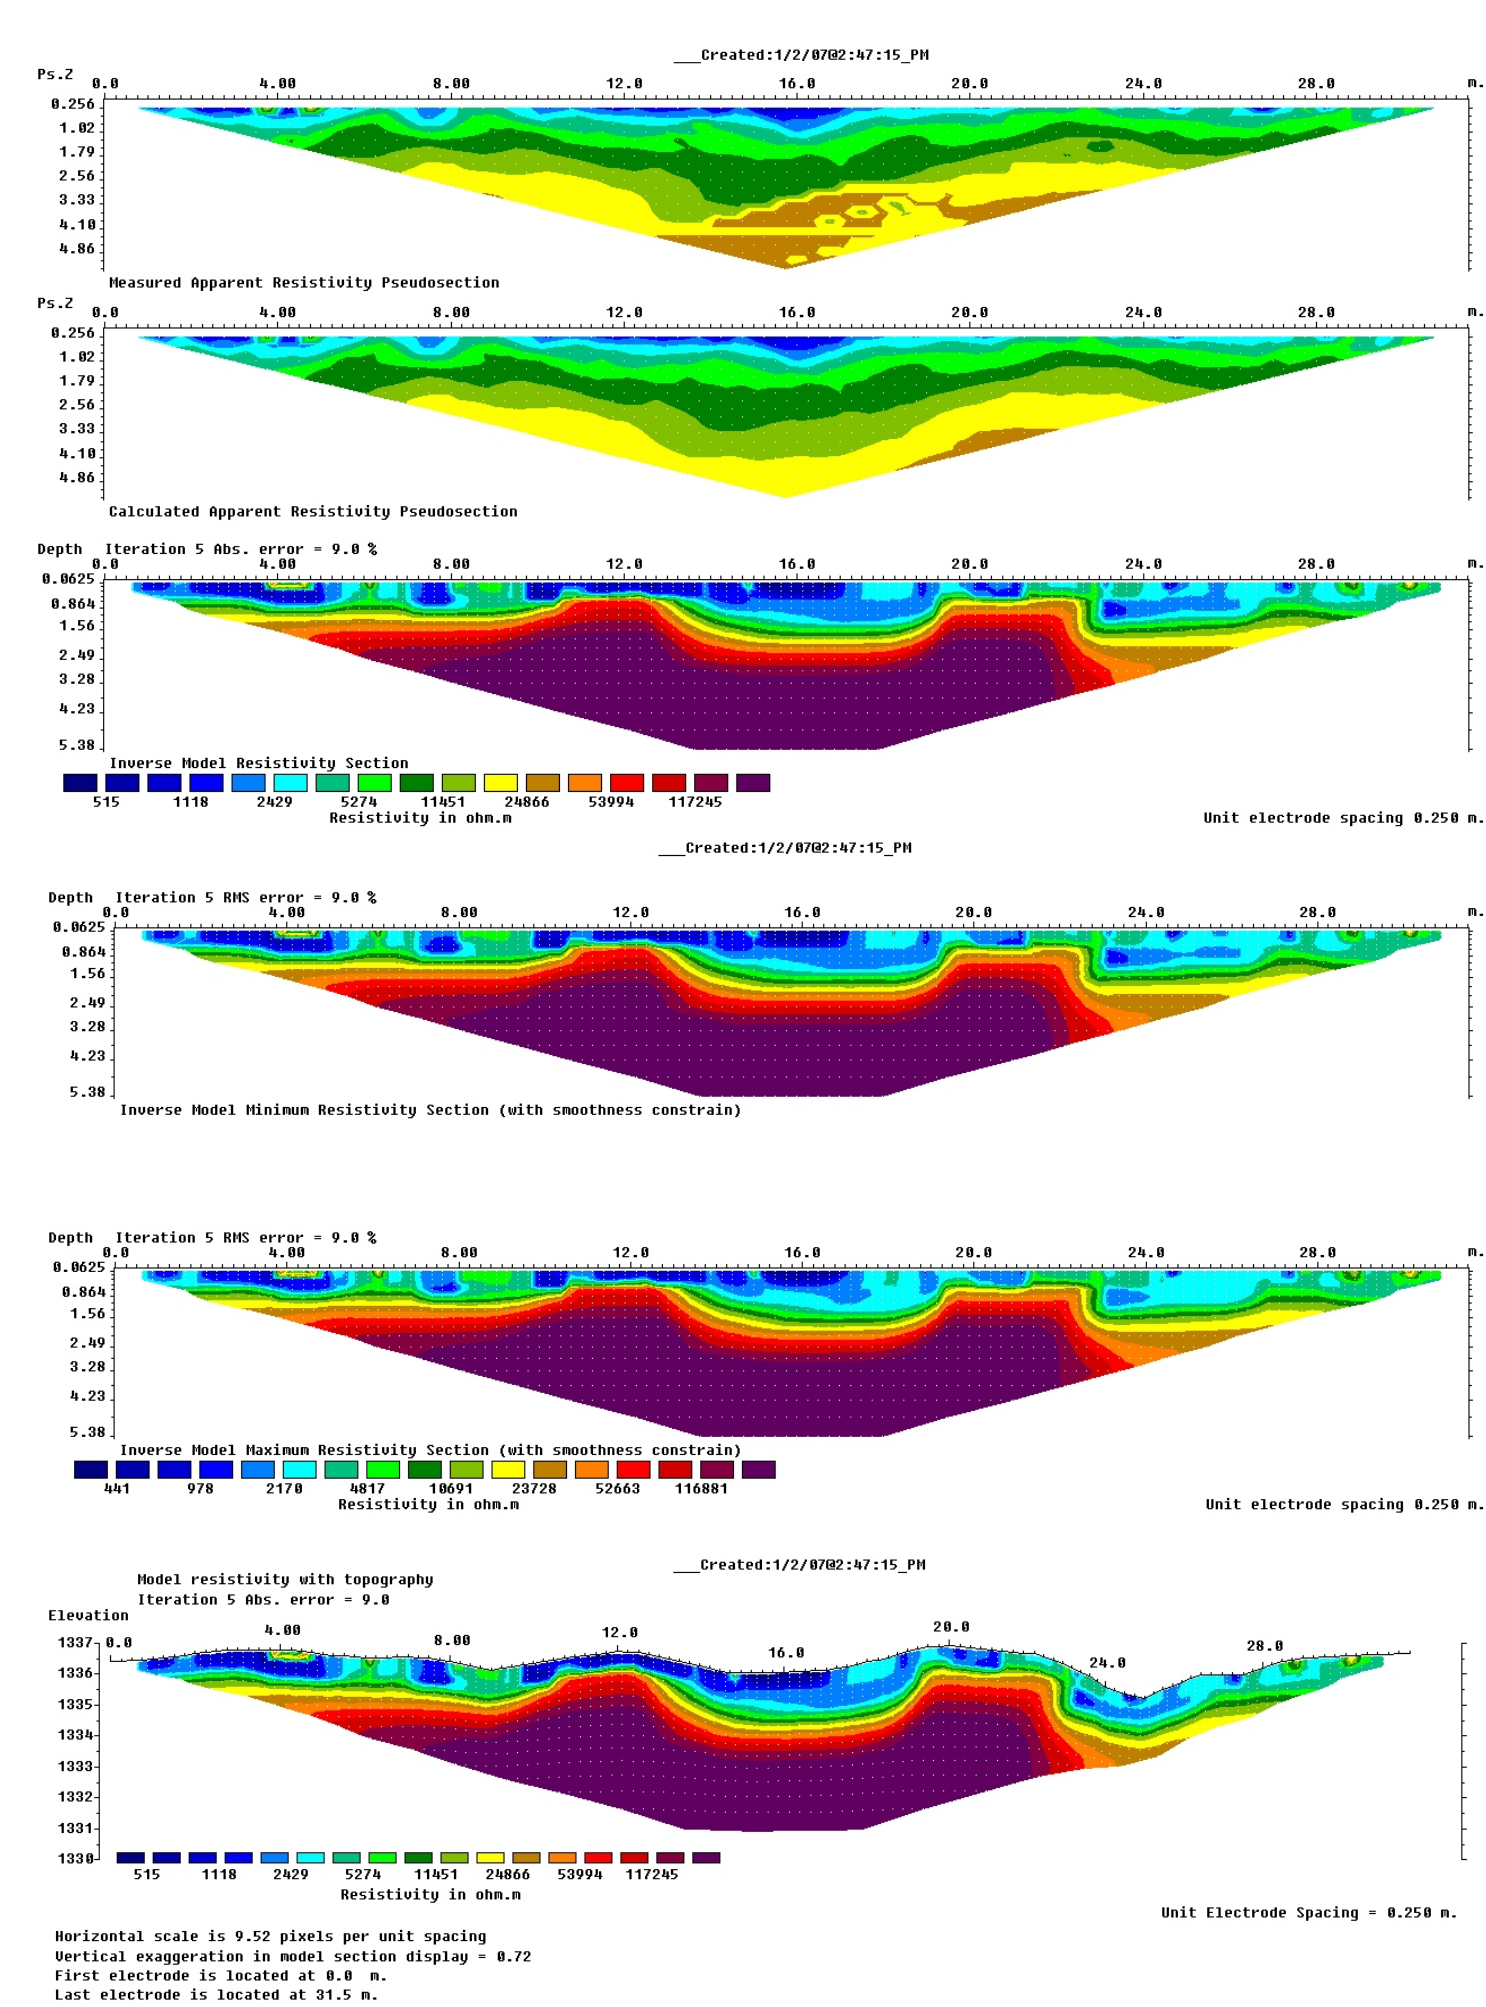 ___Created:1/2/07@2:47:15_PM
Ps.Z 0.0 4.00 8.00 12.0 16.0 20.0 24.0 28.0 m.
0.256
1.02
1.79
2.56
3.33
4.10
4.86
Measured Apparent Resistivity Pseudosection
Ps.Z 0.0 4.00 8.00 12.0 16.0 20.0 24.0 28.0 m.
0.256
1.02
1.79
2.56
3.33
4.10
4.86
Calculated Apparent Resistivity Pseudosection
Depth Iteration 5 Abs. error = 9.0 %
0.0 4.00 8.00 12.0 16.0 20.0 24.0 28.0 m.
0.0625
0.864
1.56
2.49
3.28
4.23
5.38
Inverse Model Resistivity Section
515 1118 2429 5274 11451 24866 53994 117245
Resistivity in ohm.m Unit electrode spacing 0.250 m.
___Created:1/2/07@2:47:15_PM
Depth Iteration 5 RMS error = 9.0 %
0.0 4.00 8.00 12.0 16.0 20.0 24.0 28.0 m.
0.0625
0.864
1.56
2.49
3.28
4.23
5.38
Inverse Model Minimum Resistivity Section (with smoothness constrain)
Depth Iteration 5 RMS error = 9.0 %
0.0 4.00 8.00 12.0 16.0 20.0 24.0 28.0 m.
0.0625
0.864
1.56
2.49
3.28
4.23
5.38
Inverse Model Maximum Resistivity Section (with smoothness constrain)
441 978 2170 4817 10691 23728 52663 116881
Resistivity in ohm.m Unit electrode spacing 0.250 m.
___Created:1/2/07@2:47:15_PM
Model resistivity with topography
Iteration 5 Abs. error = 9.0
Elevation
0.0 4.00 8.00 12.0 16.0 20.0 24.0 28.0
1337
1336
1335
1334
1333
1332
1331
1330
515 1118 2429 5274 11451 24866 53994 117245
Resistivity in ohm.m
Unit Electrode Spacing = 0.250 m.
Horizontal scale is 9.52 pixels per unit spacing
Vertical exaggeration in model section display = 0.72
First electrode is located at 0.0 m.
Last electrode is located at 31.5 m.